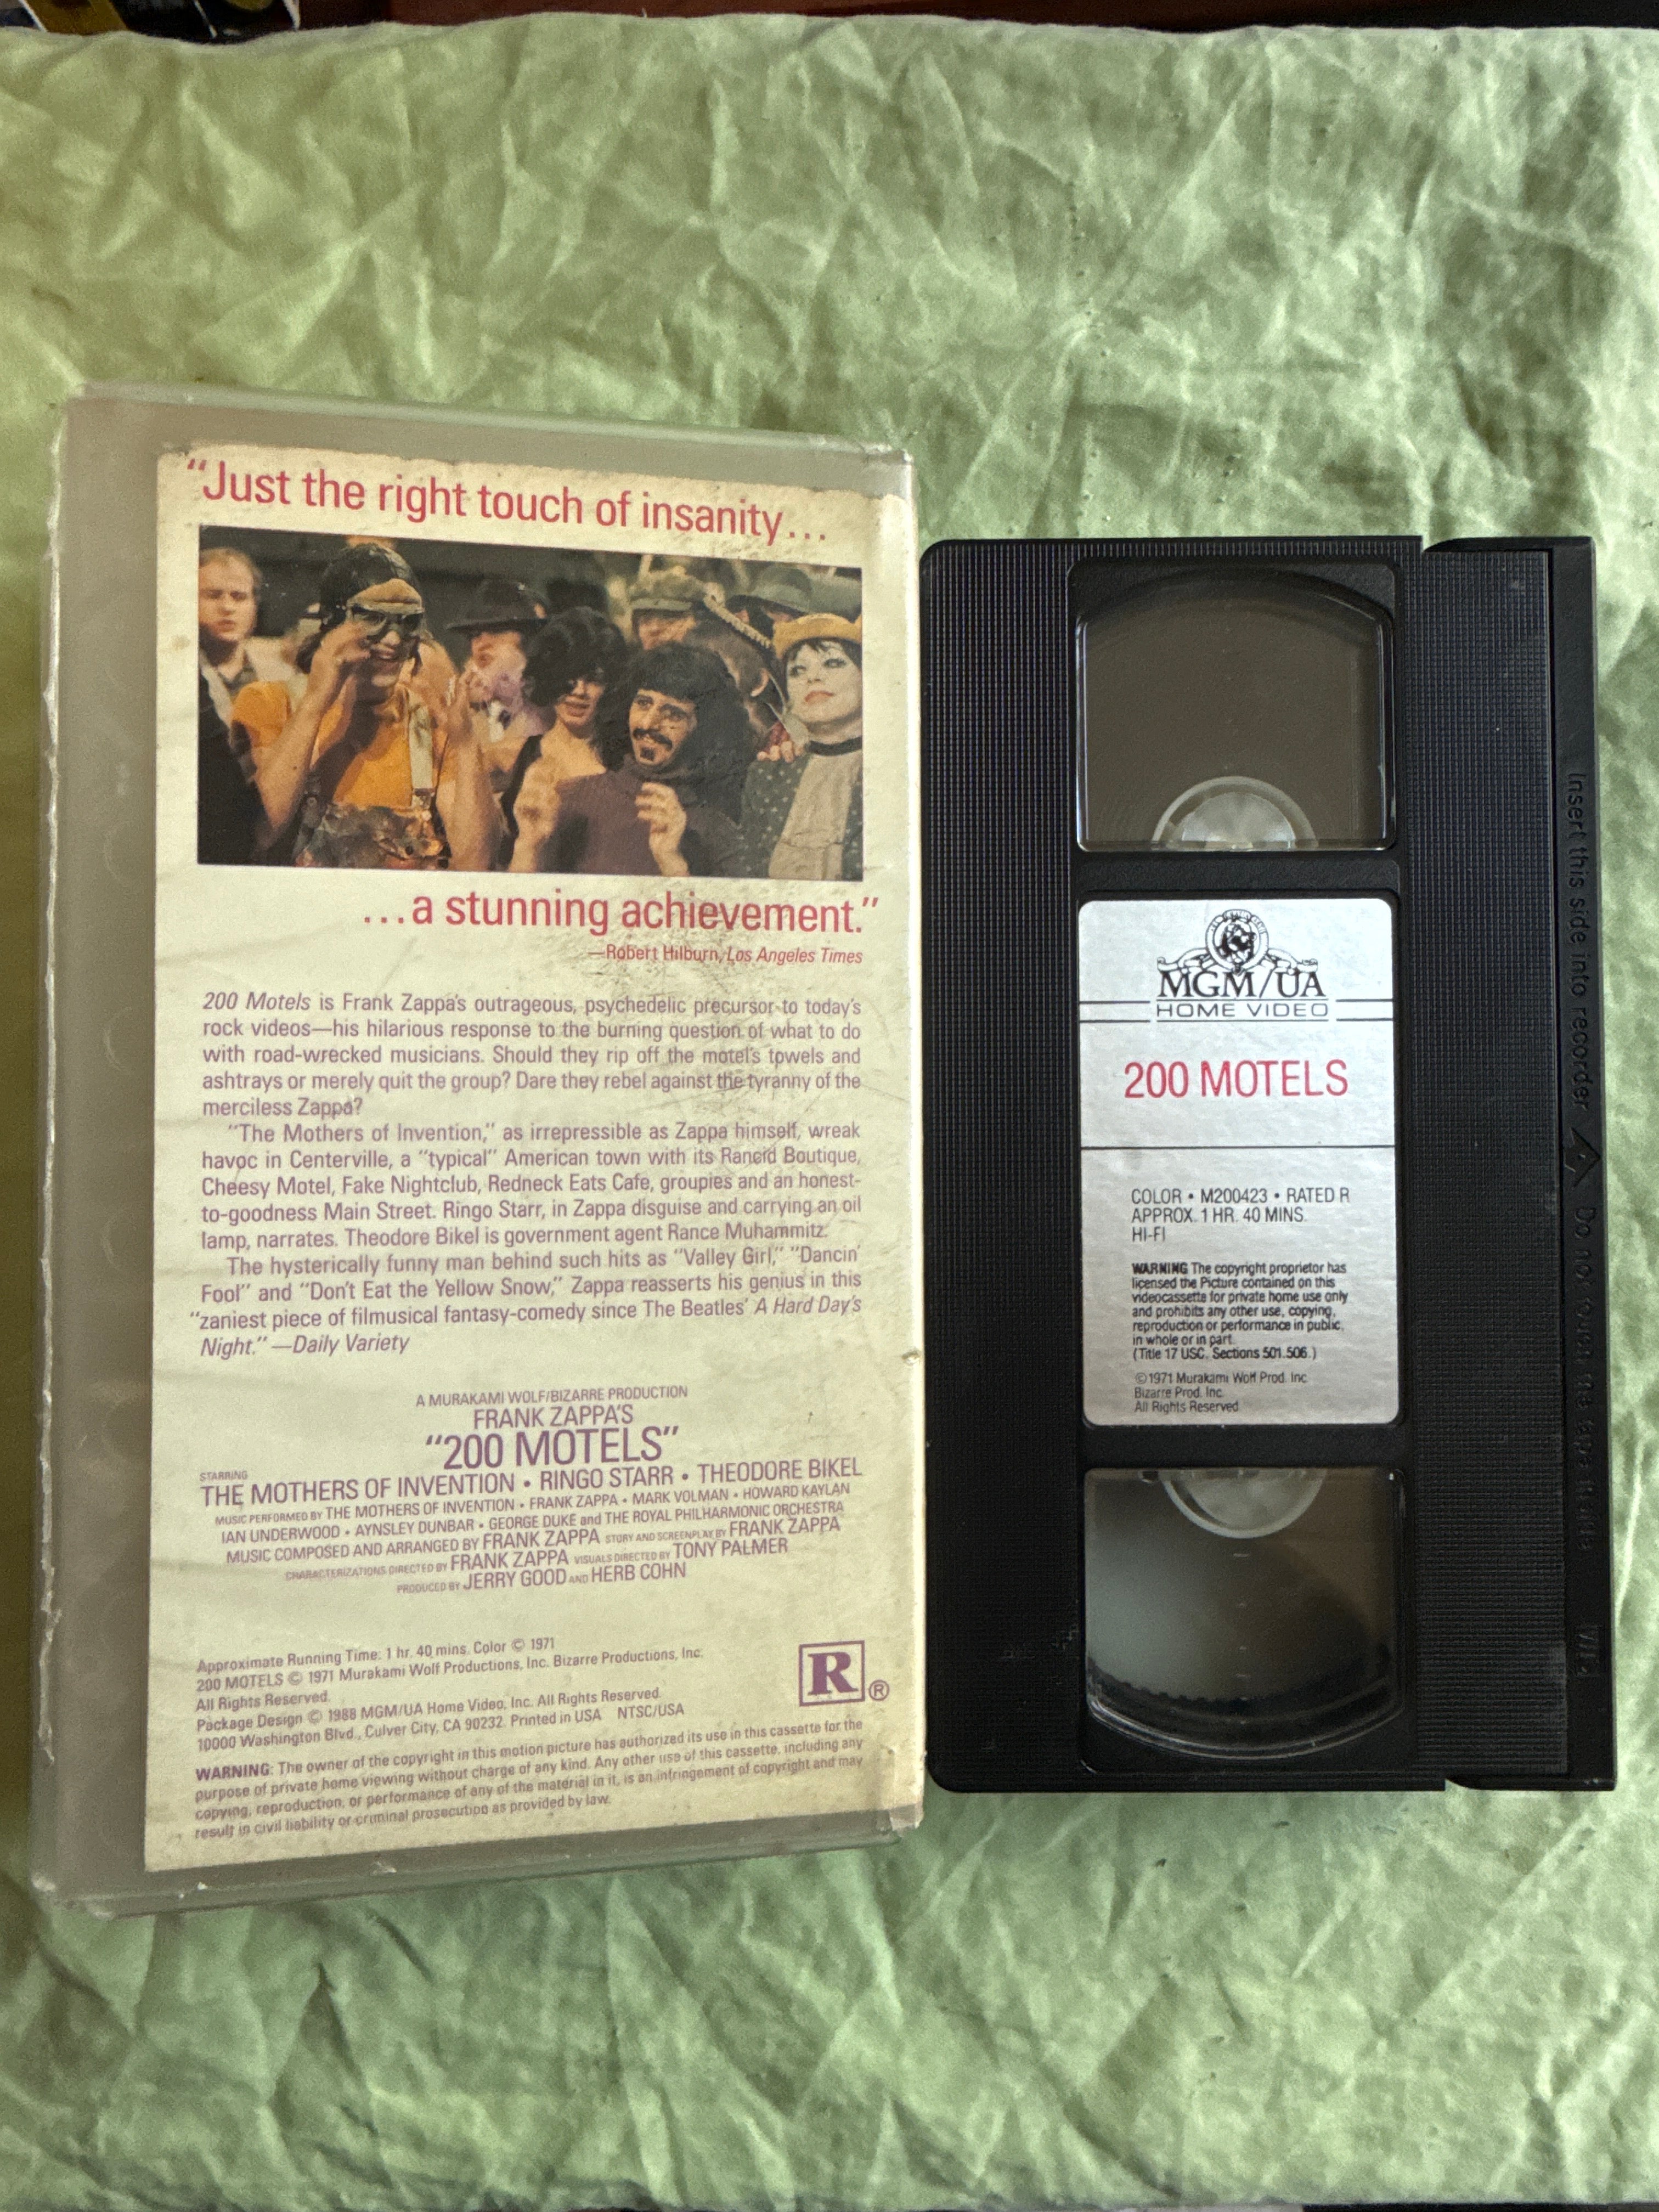 "Just the right touch of insanity...
...a stunning achievement."
—Robert Hilburn, Los Angeles Times
200 Motels is Frank Zappa's outrageous, psychedelic precursor to today's
rock videos—his hilarious response to the burning question of what to do
with road-wrecked musicians. Should they rip off the motel's towels and
ashtrays or merely quit the group? Dare they rebel against the tyranny of the
merciless Zappa?
"The Mothers of Invention," as irrepressible as Zappa himself, wreak
havoc in Centerville, a "typical" American town with its Rancid Boutique,
Cheesy Motel, Fake Nightclub, Redneck Eats Cafe, groupies and an honest-
to-goodness Main Street. Ringo Starr, in Zappa disguise and carrying an oil
lamp, narrates. Theodore Bikel is government agent Rance Muhammitz.
The hysterically funny man behind such hits as "Valley Girl," "Dancin'
Fool" and "Don't Eat the Yellow Snow," Zappa reasserts his genius in this
"zaniest piece of filmusical fantasy-comedy since The Beatles' A Hard Day's
Night." —Daily Variety
A MURAKAMI WOLF/BIZARRE PRODUCTION
FRANK ZAPPA'S
"200 MOTELS"
STARRING
THE MOTHERS OF INVENTION • RINGO STARR • THEODORE BIKEL
MUSIC PERFORMED BY THE MOTHERS OF INVENTION • FRANK ZAPPA • MARK VOLMAN • HOWARD KAYLAN
IAN UNDERWOOD • AYNSLEY DUNBAR • GEORGE DUKE and THE ROYAL PHILHARMONIC ORCHESTRA
MUSIC COMPOSED AND ARRANGED BY FRANK ZAPPA STORY AND SCREENPLAY BY FRANK ZAPPA
CHARACTERIZATIONS DIRECTED BY FRANK ZAPPA VISUALS DIRECTED BY TONY PALMER
PRODUCED BY JERRY GOOD AND HERB COHN
Approximate Running Time: 1 hr. 40 mins. Color © 1971
200 MOTELS © 1971 Murakami Wolf Productions, Inc. Bizarre Productions, Inc.
All Rights Reserved.
Package Design © 1988 MGM/UA Home Video, Inc. All Rights Reserved.
10000 Washington Blvd., Culver City, CA 90232. Printed in USA NTSC/USA
R ®
WARNING: The owner of the copyright in this motion picture has authorized its use in this cassette for the
purpose of private home viewing without charge of any kind. Any other use of this cassette, including any
copying, reproduction, or performance of any of the material in it, is an infringement of copyright and may
result in civil liability or criminal prosecution as provided by law.
MGM/UA
HOME VIDEO
200 MOTELS
COLOR • M200423 • RATED R
APPROX. 1 HR. 40 MINS.
HI-FI
WARNING The copyright proprietor has
licensed the Picture contained on this
videocassette for private home use only
and prohibits any other use, copying,
reproduction or performance in public,
in whole or in part.
(Title 17 USC. Sections 501.506.)
©1971 Murakami Wolf Prod. Inc
Bizarre Prod. Inc.
All Rights Reserved
Insert this side into recorder Do not touch the tape inside